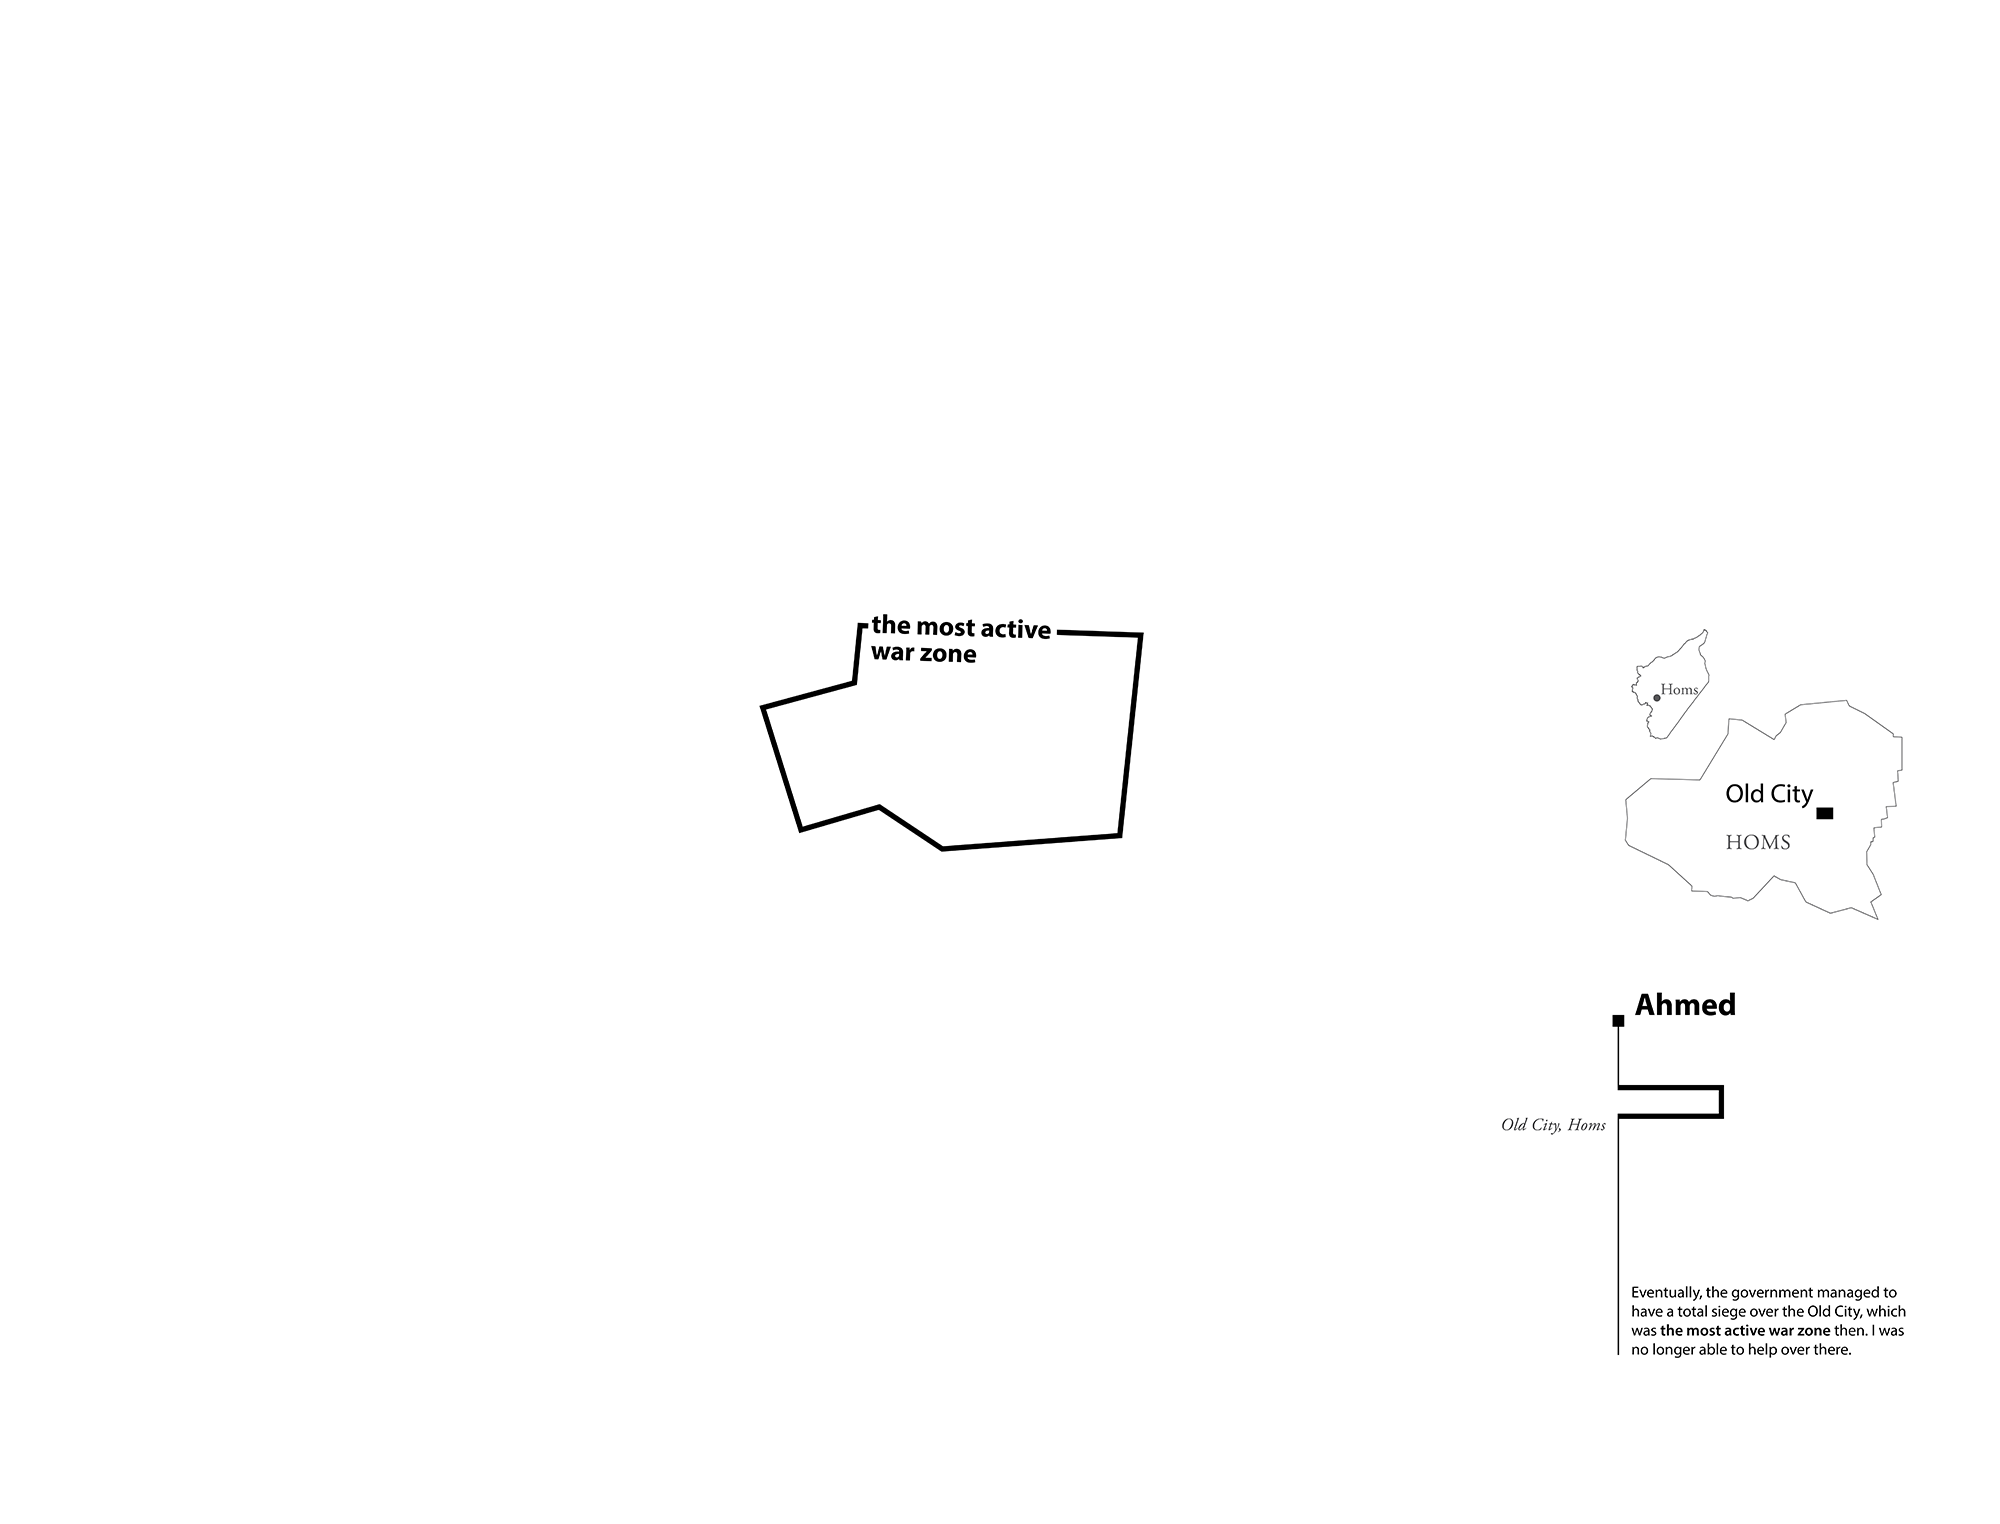 the most active
war zone
Homs
Old City
HOMS
Ahmed
Old City, Homs
Eventually, the government managed to
have a total siege over the Old City, which
was the most active war zone then. I was
no longer able to help over there.